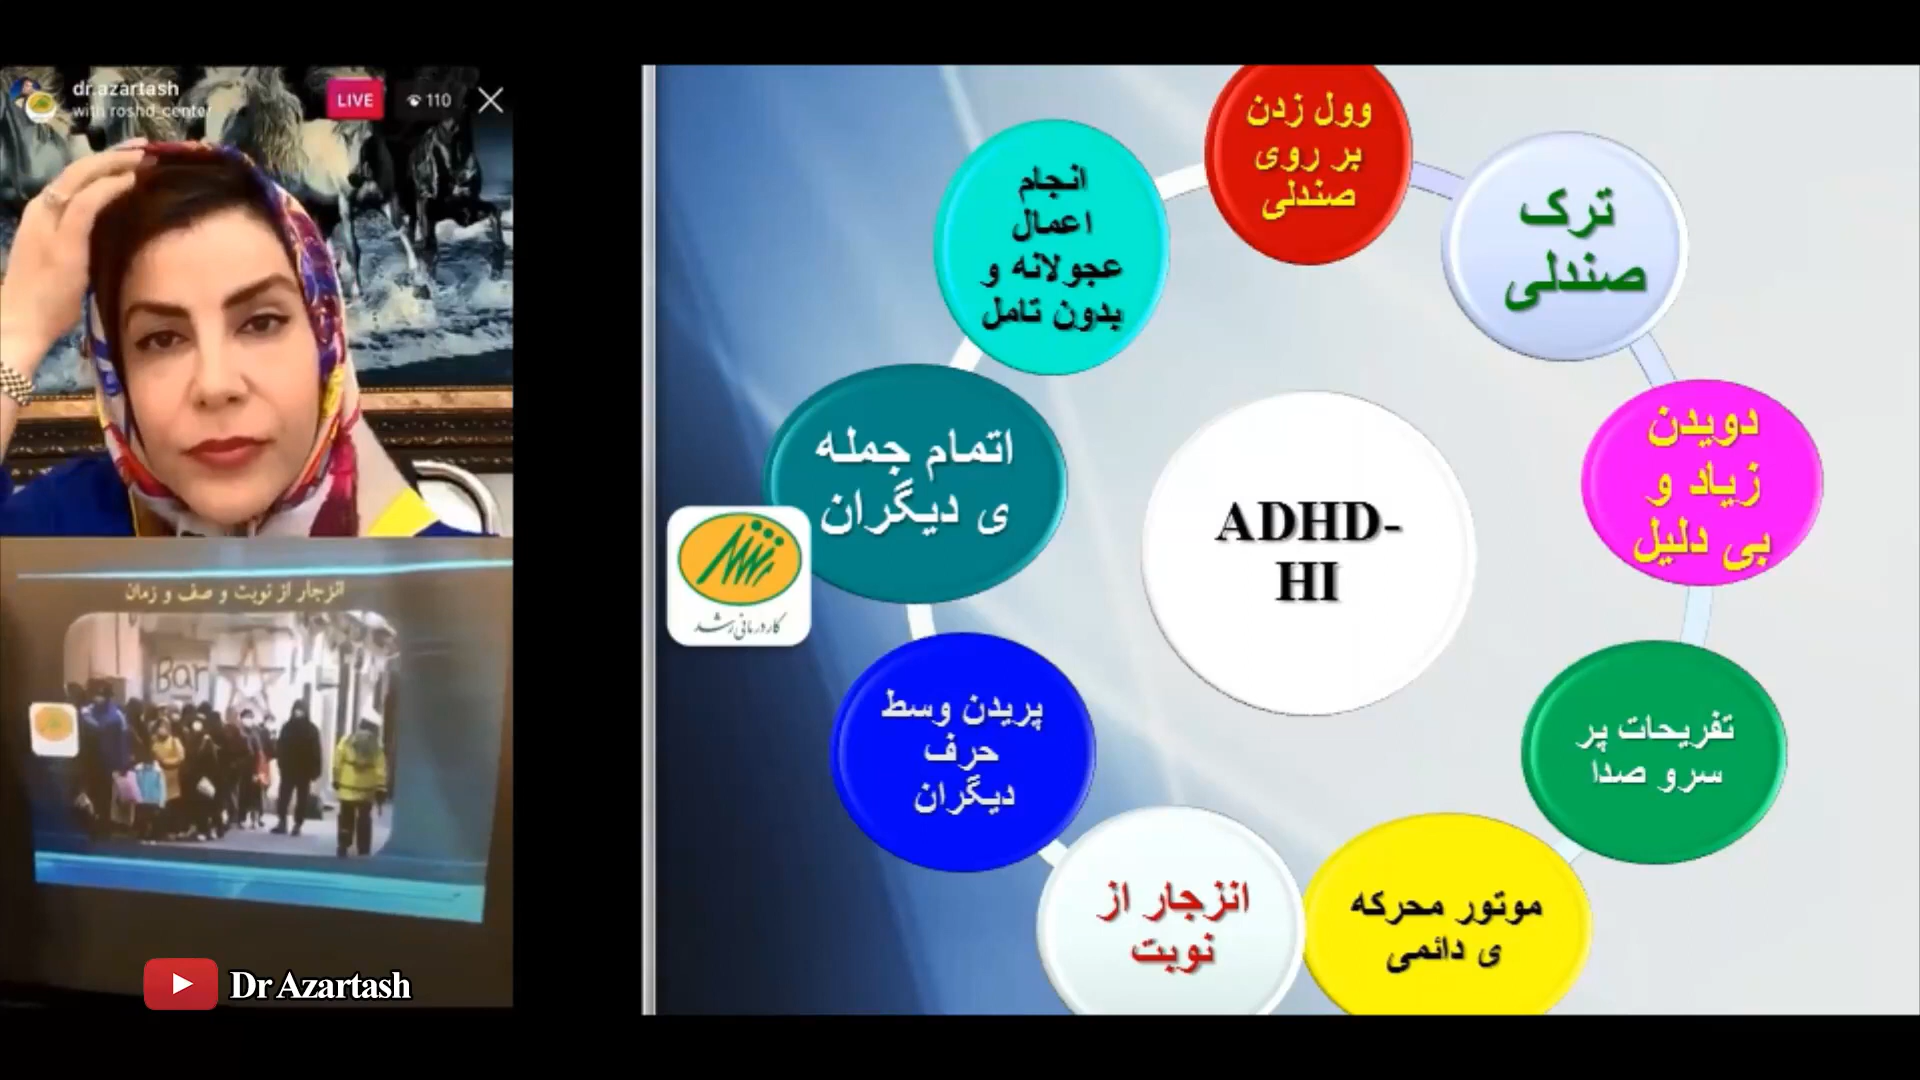 dr.azartash
with roshd_center
LIVE
110
انزجار از نوبت و صف و زمان
Bar
Dr Azartash
وول زدن
بر روی
صندلی
ترک
صندلی
دویدن
زیاد و
بی دلیل
تفریحات پر
سرو صدا
موتور محرکه
ی دائمی
انزجار از
نوبت
پریدن وسط
حرف
دیگران
اتمام جمله
ی دیگران
انجام
اعمال
عجولانه و
بدون تامل
ADHD-
HI
رشد
کاردرمانی رشد